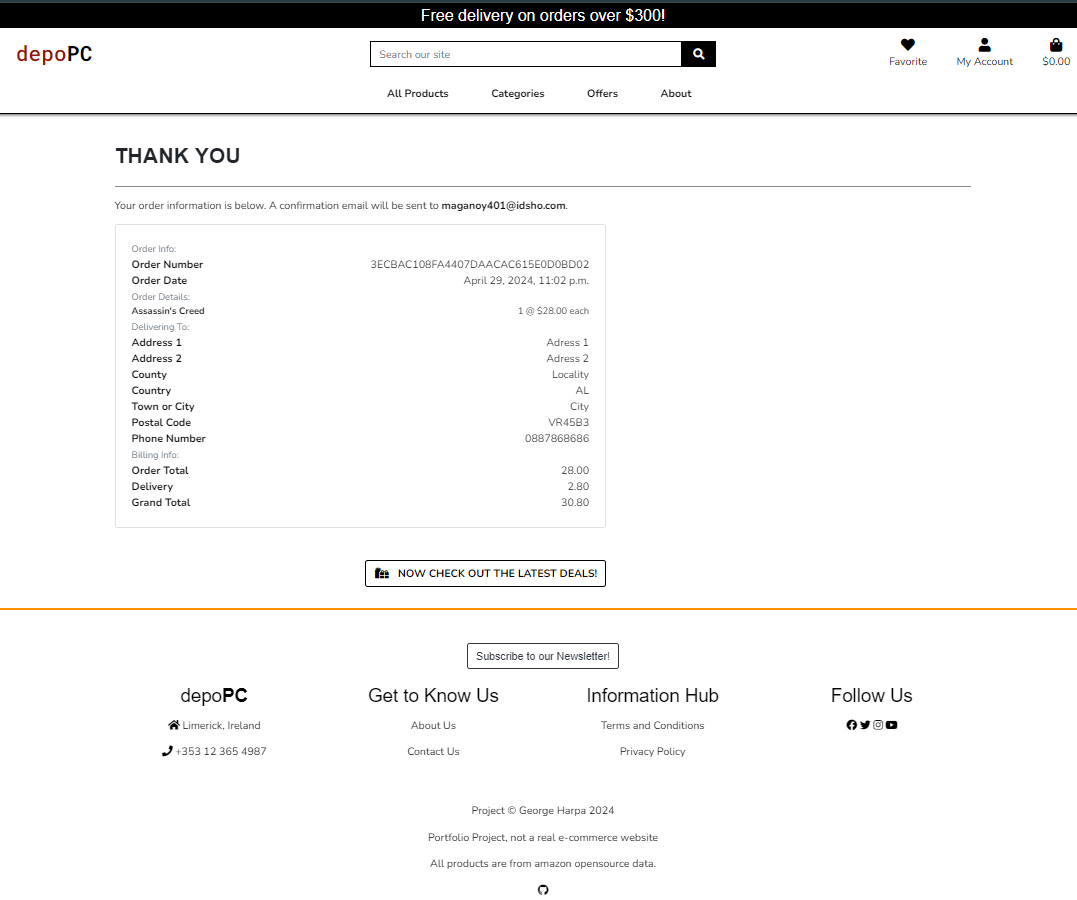 Free delivery on orders over $300!
depoPC
Search our site
Favorite
My Account
$0.00
All Products
Categories
Offers
About
THANK YOU
Your order information is below. A confirmation email will be sent to maganoy401@idsho.com.
Order Info:
Order Number 3ECBAC108FA4407DAACAC615E0D0BD02
Order Date April 29, 2024, 11:02 p.m.
Order Details:
Assassin's Creed 1 @ $28.00 each
Delivering To:
Address 1 Adress 1
Address 2 Adress 2
County Locality
Country AL
Town or City City
Postal Code VR45B3
Phone Number 0887868686
Billing Info:
Order Total 28.00
Delivery 2.80
Grand Total 30.80
NOW CHECK OUT THE LATEST DEALS!
Subscribe to our Newsletter!
depoPC
Limerick, Ireland
+353 12 365 4987
Get to Know Us
About Us
Contact Us
Information Hub
Terms and Conditions
Privacy Policy
Follow Us
Project © George Harpa 2024
Portfolio Project, not a real e-commerce website
All products are from amazon opensource data.